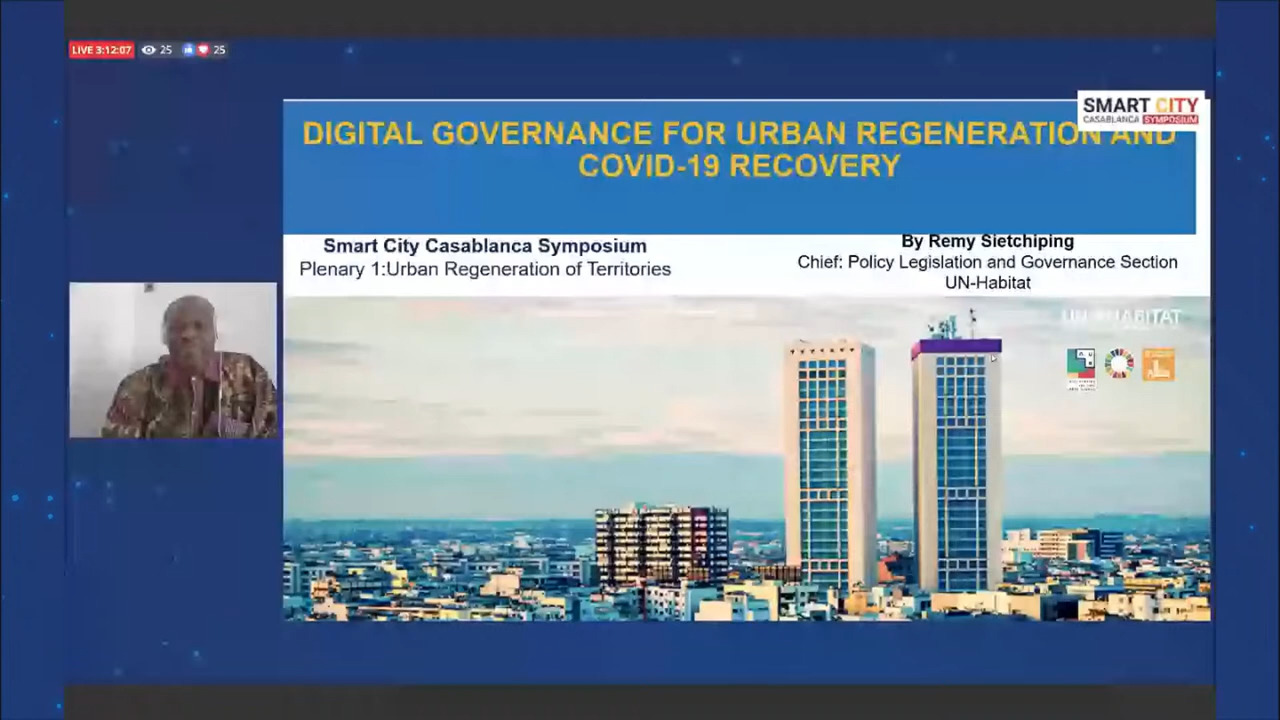 LIVE 3:12:07
25
25
SMART CITY
CASABLANCA SYMPOSIUM
DIGITAL GOVERNANCE FOR URBAN REGENERATION AND
COVID-19 RECOVERY
Smart City Casablanca Symposium
Plenary 1:Urban Regeneration of Territories
By Remy Sietchiping
Chief: Policy Legislation and Governance Section
UN-Habitat
UN-HABITAT